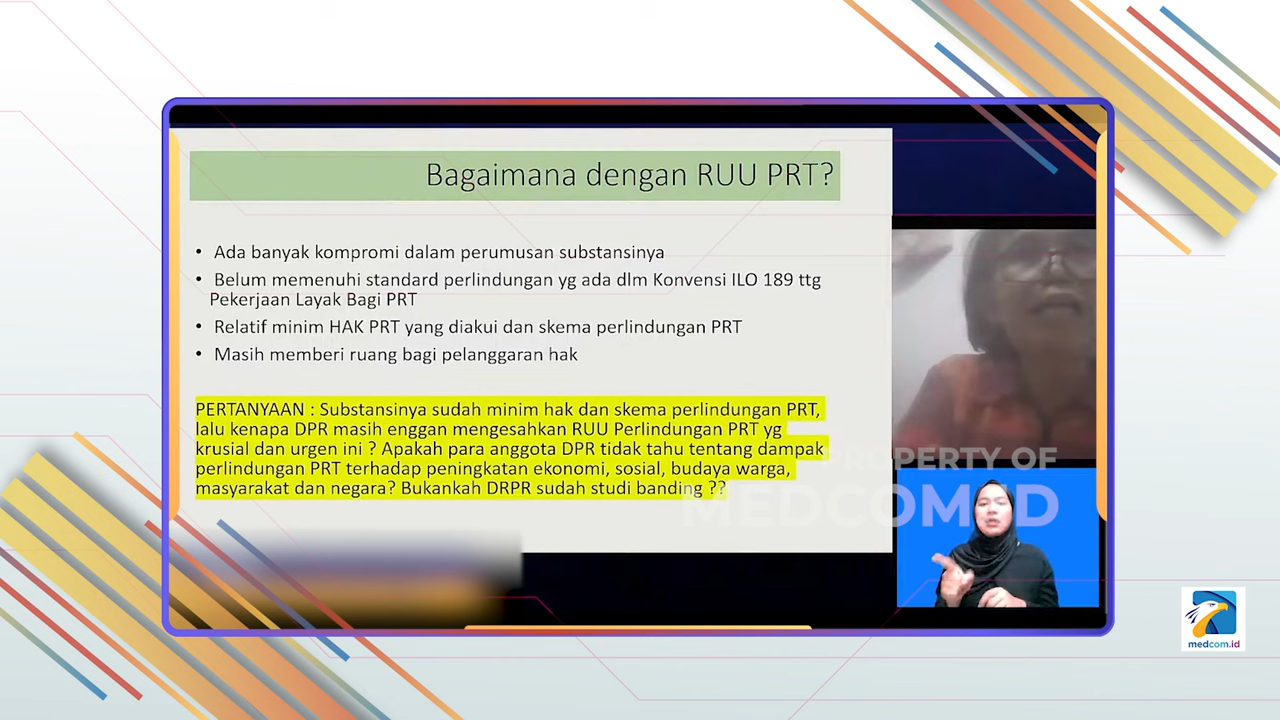 Bagaimana dengan RUU PRT?
• Ada banyak kompromi dalam perumusan substansinya
• Belum memenuhi standard perlindungan yg ada dlm Konvensi ILO 189 ttg
Pekerjaan Layak Bagi PRT
• Relatif minim HAK PRT yang diakui dan skema perlindungan PRT
• Masih memberi ruang bagi pelanggaran hak
PERTANYAAN : Substansinya sudah minim hak dan skema perlindungan PRT,
lalu kenapa DPR masih enggan mengesahkan RUU Perlindungan PRT yg
krusial dan urgen ini ? Apakah para anggota DPR tidak tahu tentang dampak
perlindungan PRT terhadap peningkatan ekonomi, sosial, budaya warga,
masyarakat dan negara? Bukankah DRPR sudah studi banding ??
PROPERTY OF
MEDCOM.ID
medcom.id